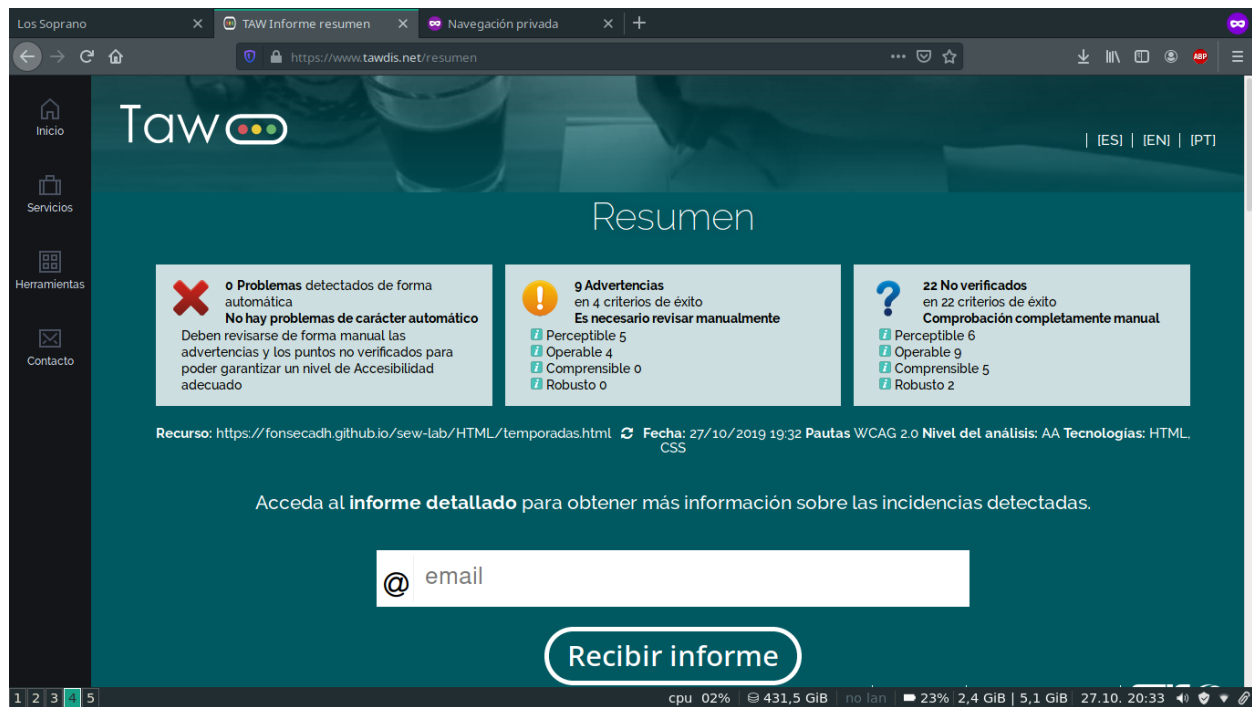 Los Soprano
TAW Informe resumen
Navegación privada
https://www.tawdis.net/resumen
ABP
Inicio
Servicios
Herramientas
Contacto
Taw
| [ES] | [EN] | [PT]
Resumen
0 Problemas detectados de forma
automática
No hay problemas de carácter automático
Deben revisarse de forma manual las
advertencias y los puntos no verificados para
poder garantizar un nivel de Accesibilidad
adecuado
9 Advertencias
en 4 criterios de éxito
Es necesario revisar manualmente
Perceptible 5
Operable 4
Comprensible 0
Robusto 0
22 No verificados
en 22 criterios de éxito
Comprobación completamente manual
Perceptible 6
Operable 9
Comprensible 5
Robusto 2
Recurso: https://fonsecadh.github.io/sew-lab/HTML/temporadas.html Fecha: 27/10/2019 19:32 Pautas WCAG 2.0 Nivel del análisis: AA Tecnologías: HTML,
CSS
Acceda al informe detallado para obtener más información sobre las incidencias detectadas.
@ email
Recibir informe
1 2 3 4 5
cpu 02% 431,5 GiB no lan 23% 2,4 GiB | 5,1 GiB 27.10. 20:33